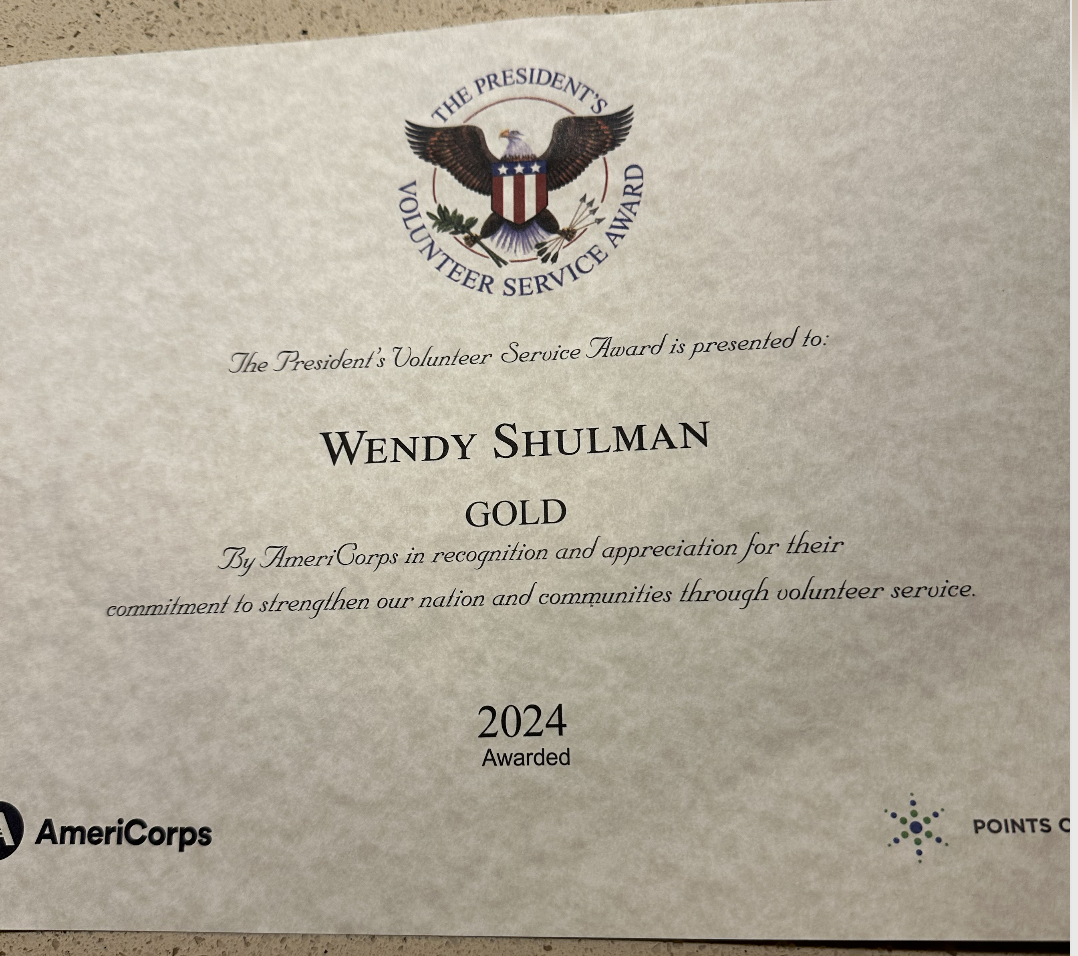 THE PRESIDENT'S
VOLUNTEER SERVICE AWARD
The President's Volunteer Service Award is presented to:
WENDY SHULMAN
GOLD
By AmeriCorps in recognition and appreciation for their
commitment to strengthen our nation and communities through volunteer service.
2024
Awarded
A AmeriCorps
POINTS